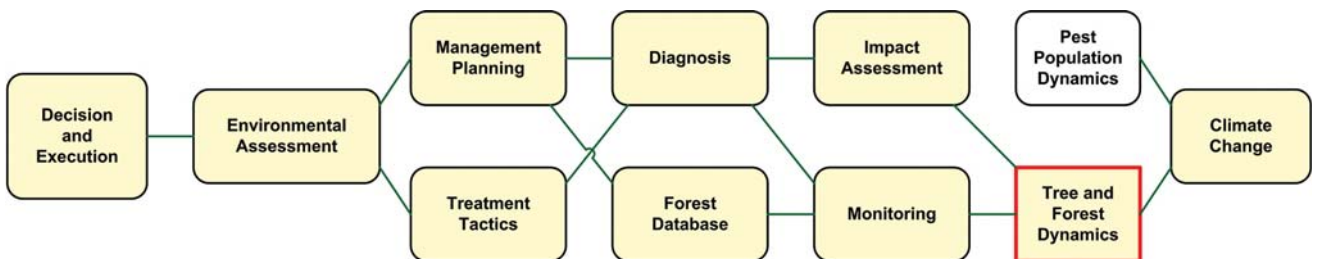 Decision
and
Execution
Environmental
Assessment
Management
Planning
Treatment
Tactics
Diagnosis
Forest
Database
Impact
Assessment
Monitoring
Pest
Population
Dynamics
Tree and
Forest
Dynamics
Climate
Change